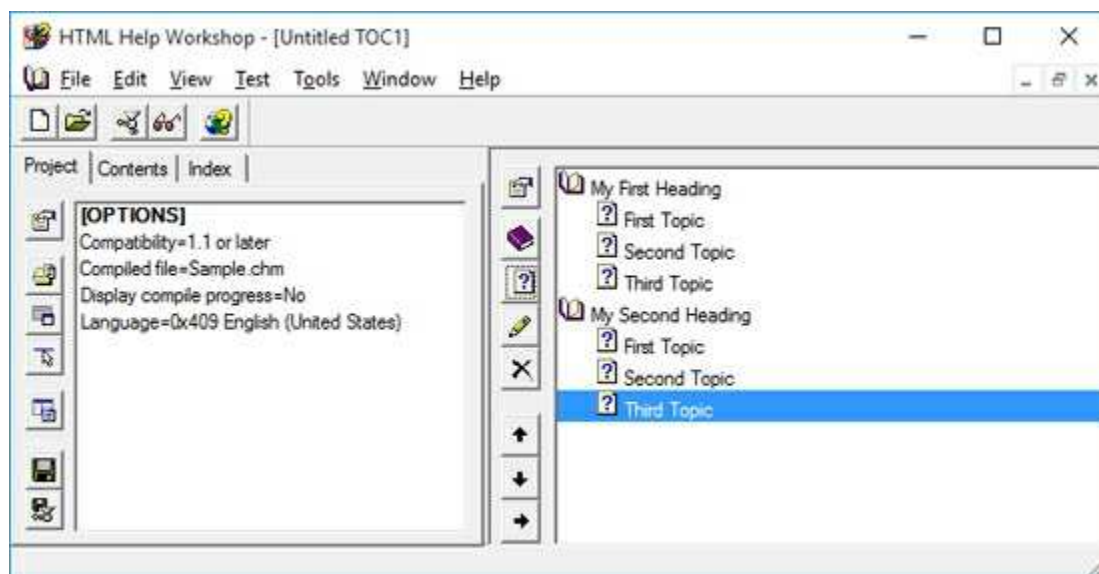 HTML Help Workshop - [Untitled TOC1]
File Edit View Test Tools Window Help
Project Contents Index
[OPTIONS]
Compatibility=1.1 or later
Compiled file=Sample.chm
Display compile progress=No
Language=0x409 English (United States)
My First Heading
First Topic
Second Topic
Third Topic
My Second Heading
First Topic
Second Topic
Third Topic